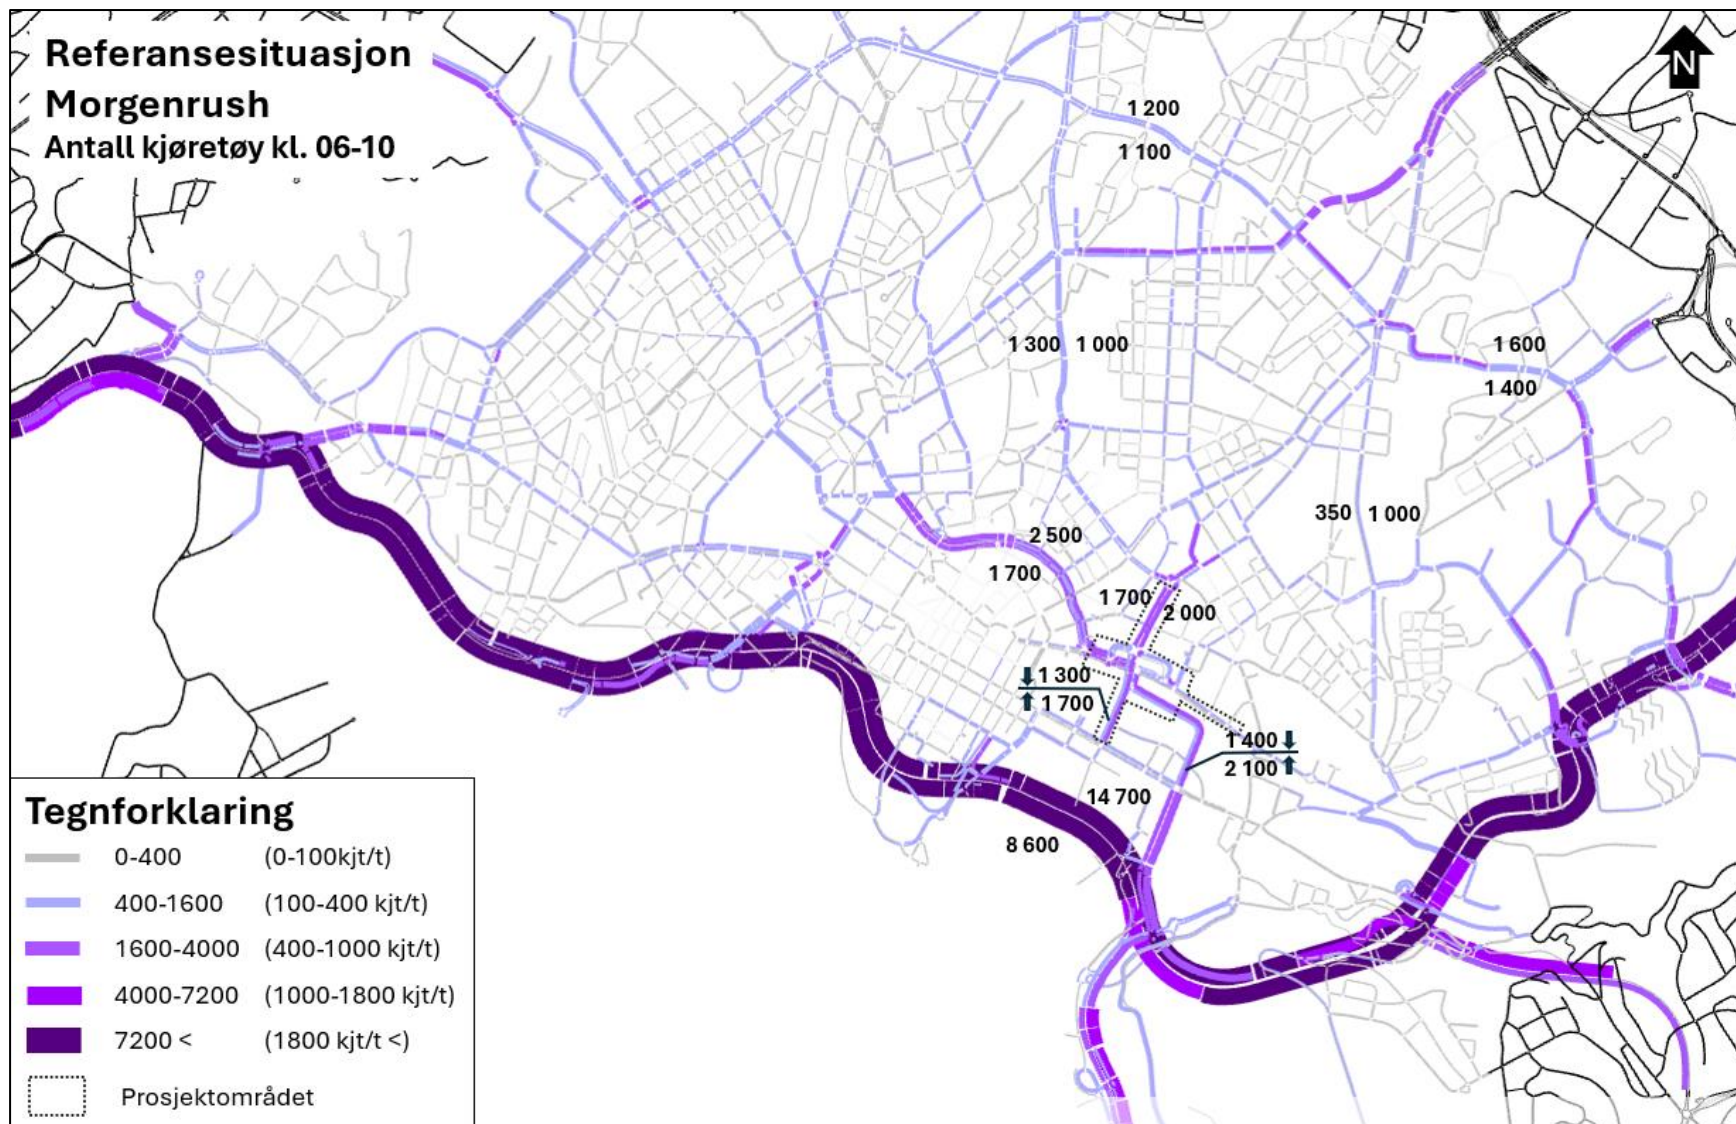 Referansesituasjon
Morgenrush
Antall kjøretøy kl. 06-10
N
1 200
1 100
1 300 1 000
1 600
1 400
350 1 000
2 500
1 700
1 700
2 000
1 300
1 700
1 400
2 100
14 700
8 600
Tegnforklaring
0-400 (0-100kjt/t)
400-1600 (100-400 kjt/t)
1600-4000 (400-1000 kjt/t)
4000-7200 (1000-1800 kjt/t)
7200 < (1800 kjt/t <)
Prosjektområdet